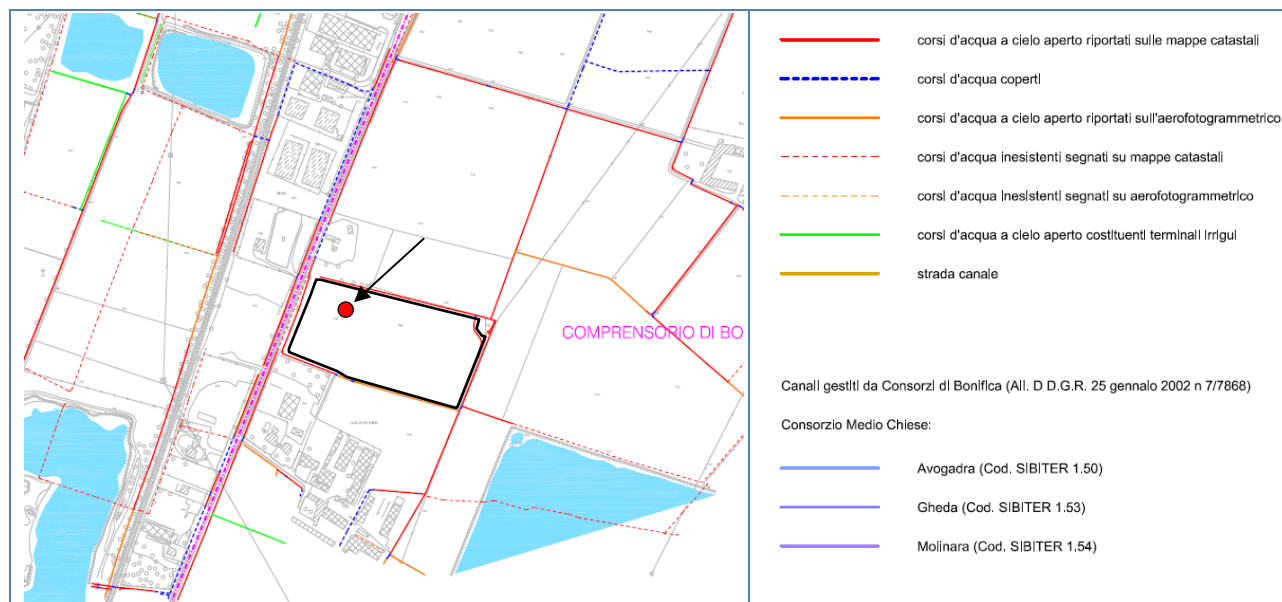 COMPRENSORIO DI BO
corsi d'acqua a cielo aperto riportati sulle mappe catastali
corsi d'acqua coperti
corsi d'acqua a cielo aperto riportati sull'aerofotogrammetrico
corsi d'acqua inesistenti segnati su mappe catastali
corsi d'acqua inesistenti segnati su aerofotogrammetrico
corsi d'acqua a cielo aperto costituenti terminali irrigui
strada canale
Canali gestiti da Consorzi di Bonifica (All. D D.G.R. 25 gennaio 2002 n 7/7868)
Consorzio Medio Chiese:
Avogadra (Cod. SIBITER 1.50)
Gheda (Cod. SIBITER 1.53)
Molinara (Cod. SIBITER 1.54)